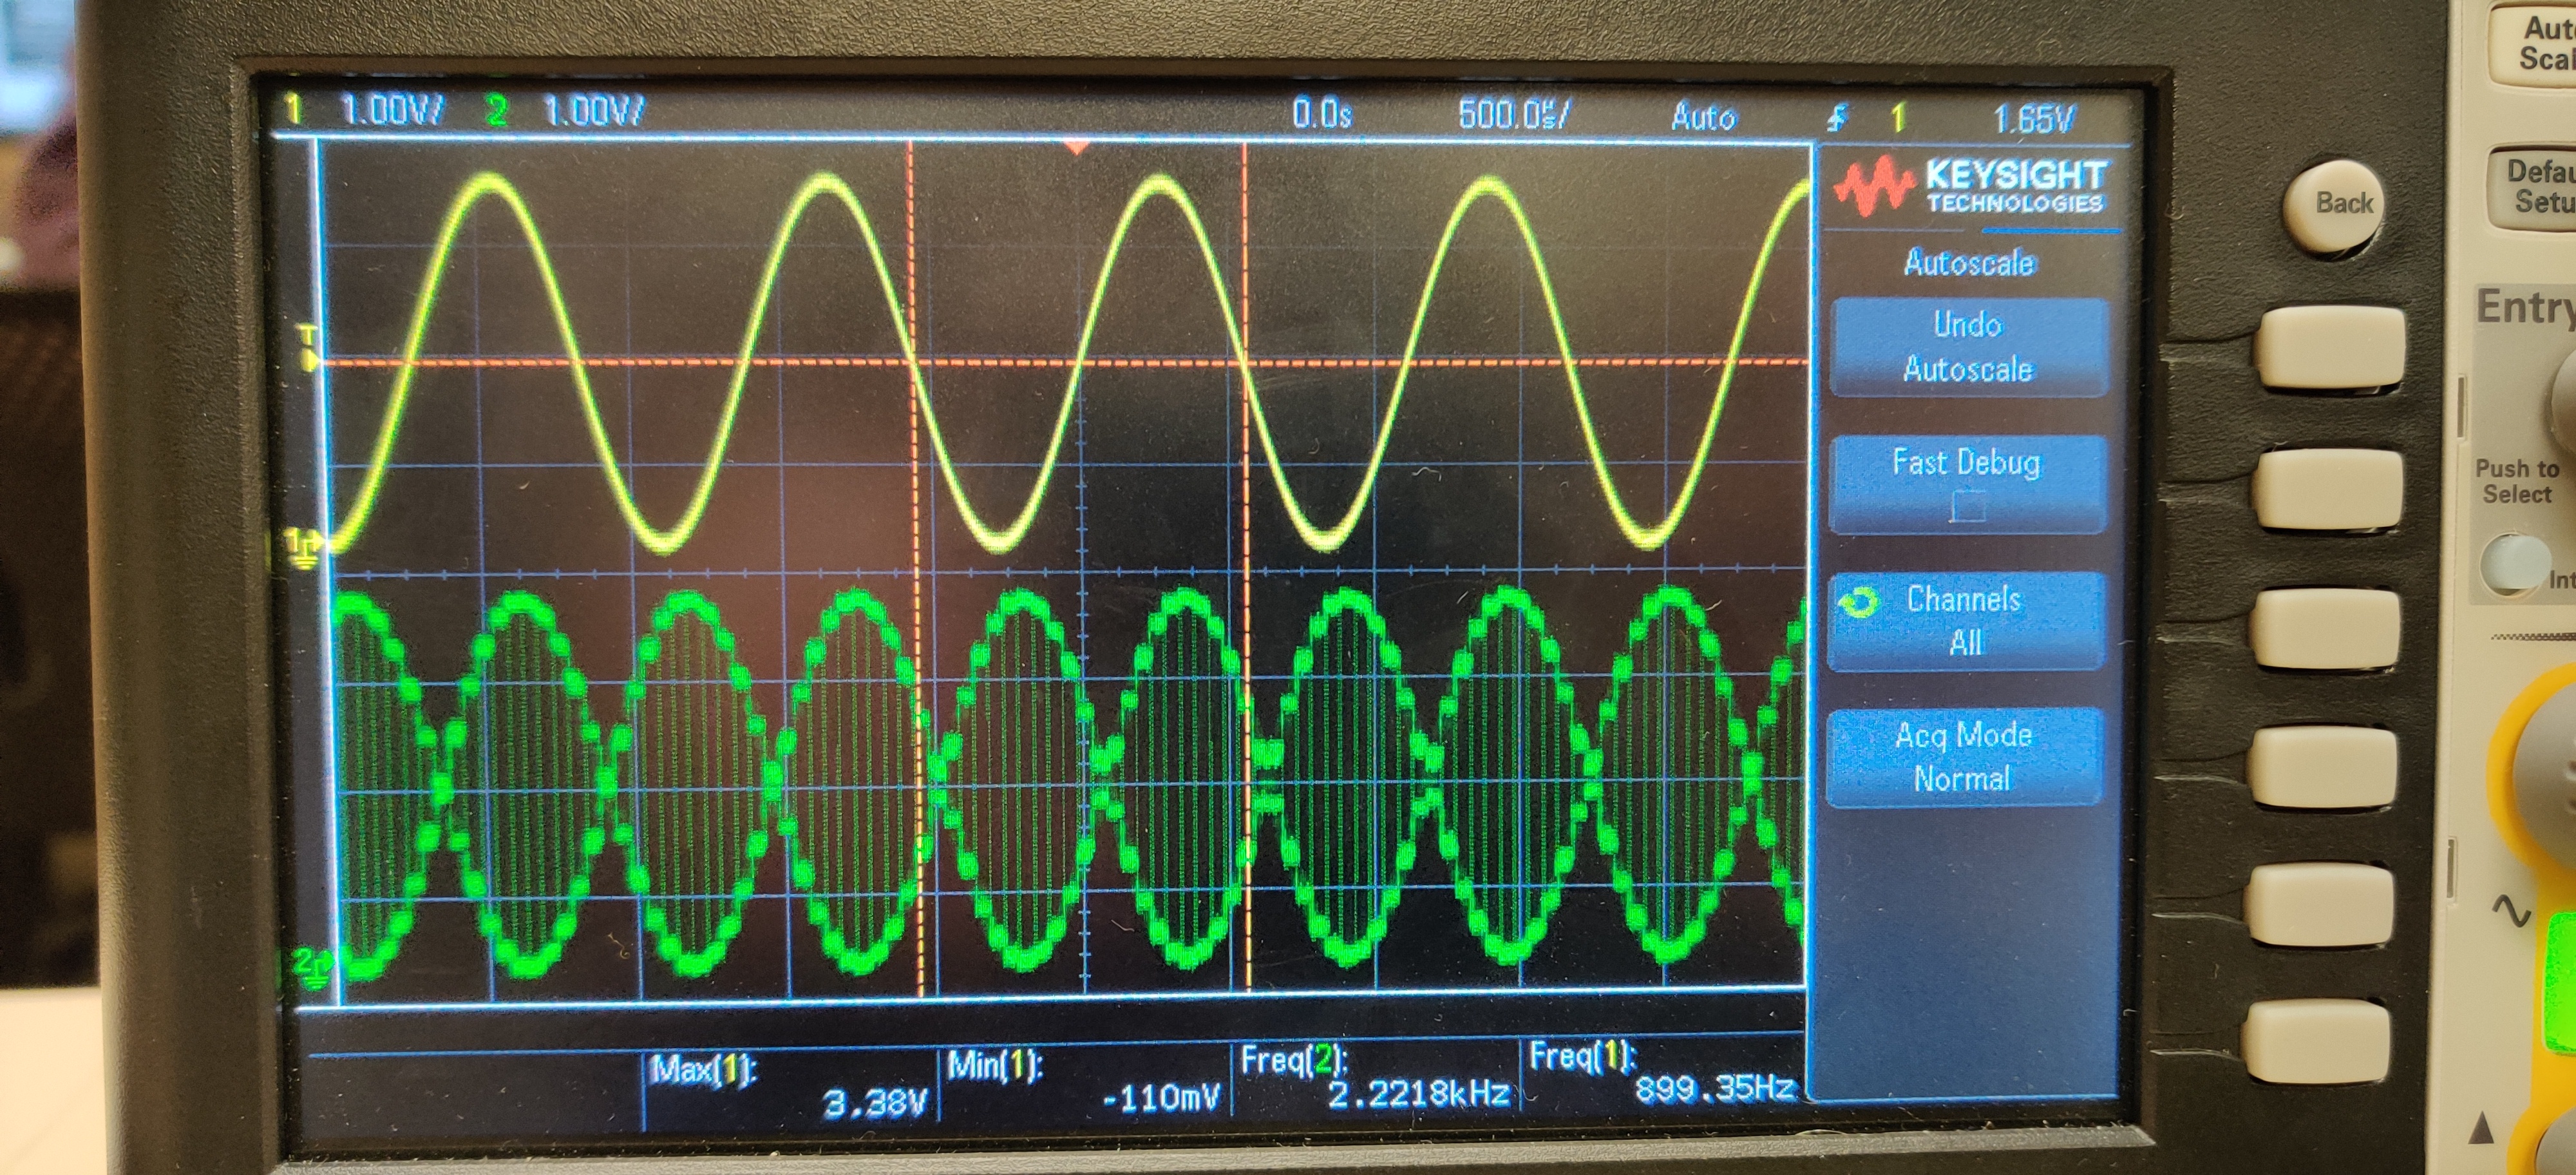 1 1.00V/ 2 1.00V/ 0.0s 500.0µs/ Auto 1 1.65V
KEYSIGHT
TECHNOLOGIES
Autoscale
Undo
Autoscale
Fast Debug
Channels
All
Acq Mode
Normal
T
1
2
Max(1):
3.38V
Min(1):
-110mV
Freq(2):
2.2218kHz
Freq(1):
899.35Hz
Back
Auto
Scal
Defau
Setu
Entry
Push to
Select
Int